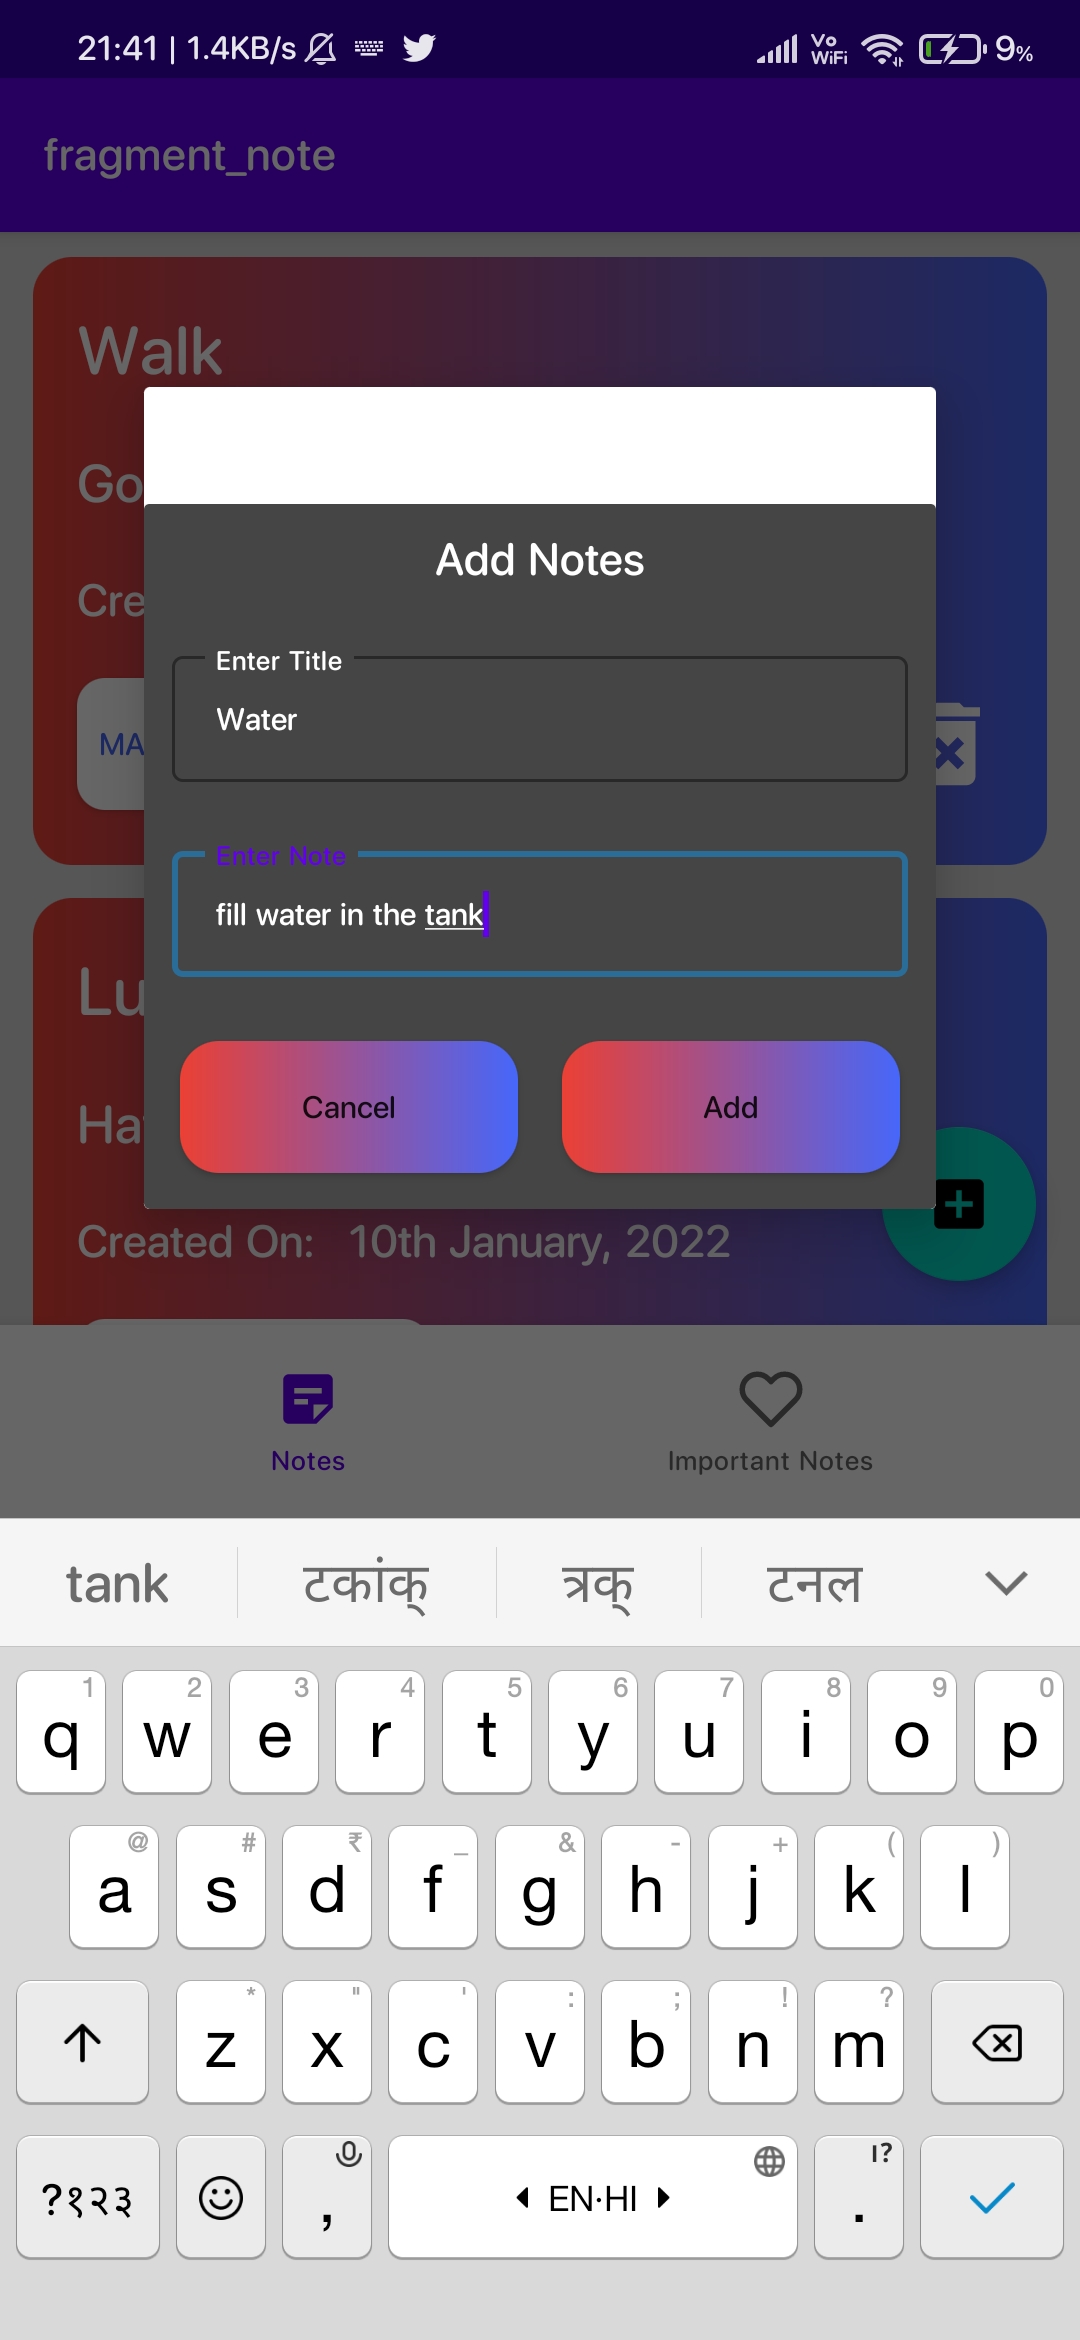 21:41 | 1.4KB/s Vo WiFi 9%
fragment_note
Walk
Go
Cre
MA
Add Notes
Enter Title
Water
Enter Note
fill water in the tank
Cancel
Add
Lu
Ha
Created On: 10th January, 2022
Notes
Important Notes
tank टकांक् त्रक् टनल
1 2 3 4 5 6 7 8 9 0
q w e r t y u i o p
@ # ₹ _ & - + ( )
a s d f g h j k l
* " ' : ; ! ?
z x c v b n m
?१२३ , EN·HI . ।?